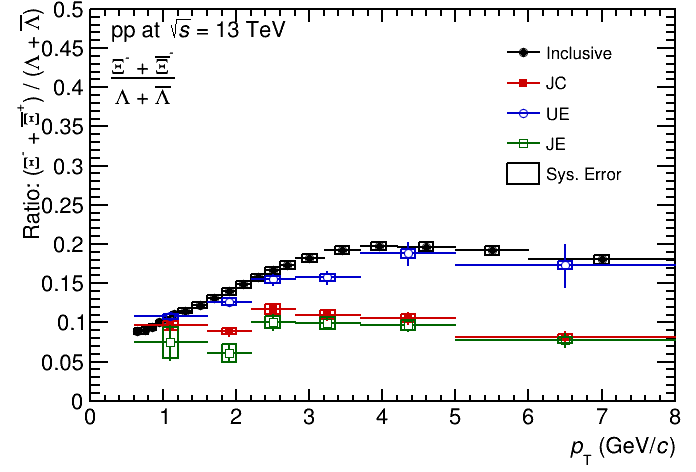 pp at √s = 13 TeV
Ξ⁻ + Ξ̅⁻
Λ + Λ̅
Inclusive
JC
UE
JE
Sys. Error
Ratio: (Ξ⁻ + Ξ̅⁺) / (Λ + Λ̅)
0.5
0.45
0.4
0.35
0.3
0.25
0.2
0.15
0.1
0.05
0
0 1 2 3 4 5 6 7 8
p_T (GeV/c)